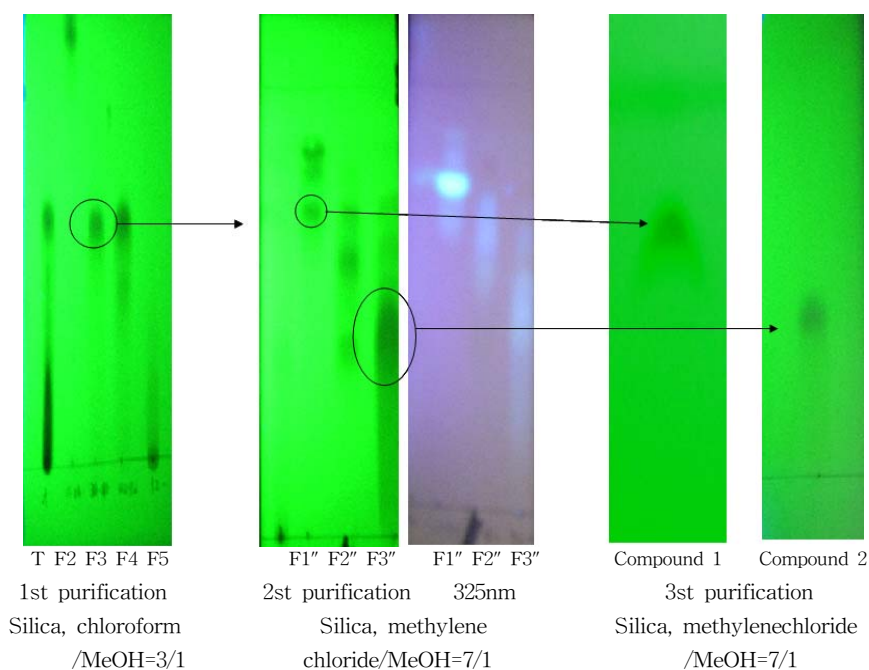 T F2 F3 F4 F5
F1″ F2″ F3″
F1″ F2″ F3″
Compound 1
Compound 2
1st purification
2st purification
325nm
3st purification
Silica, chloroform
/MeOH=3/1
Silica, methylene
chloride/MeOH=7/1
Silica, methylenechloride
/MeOH=7/1